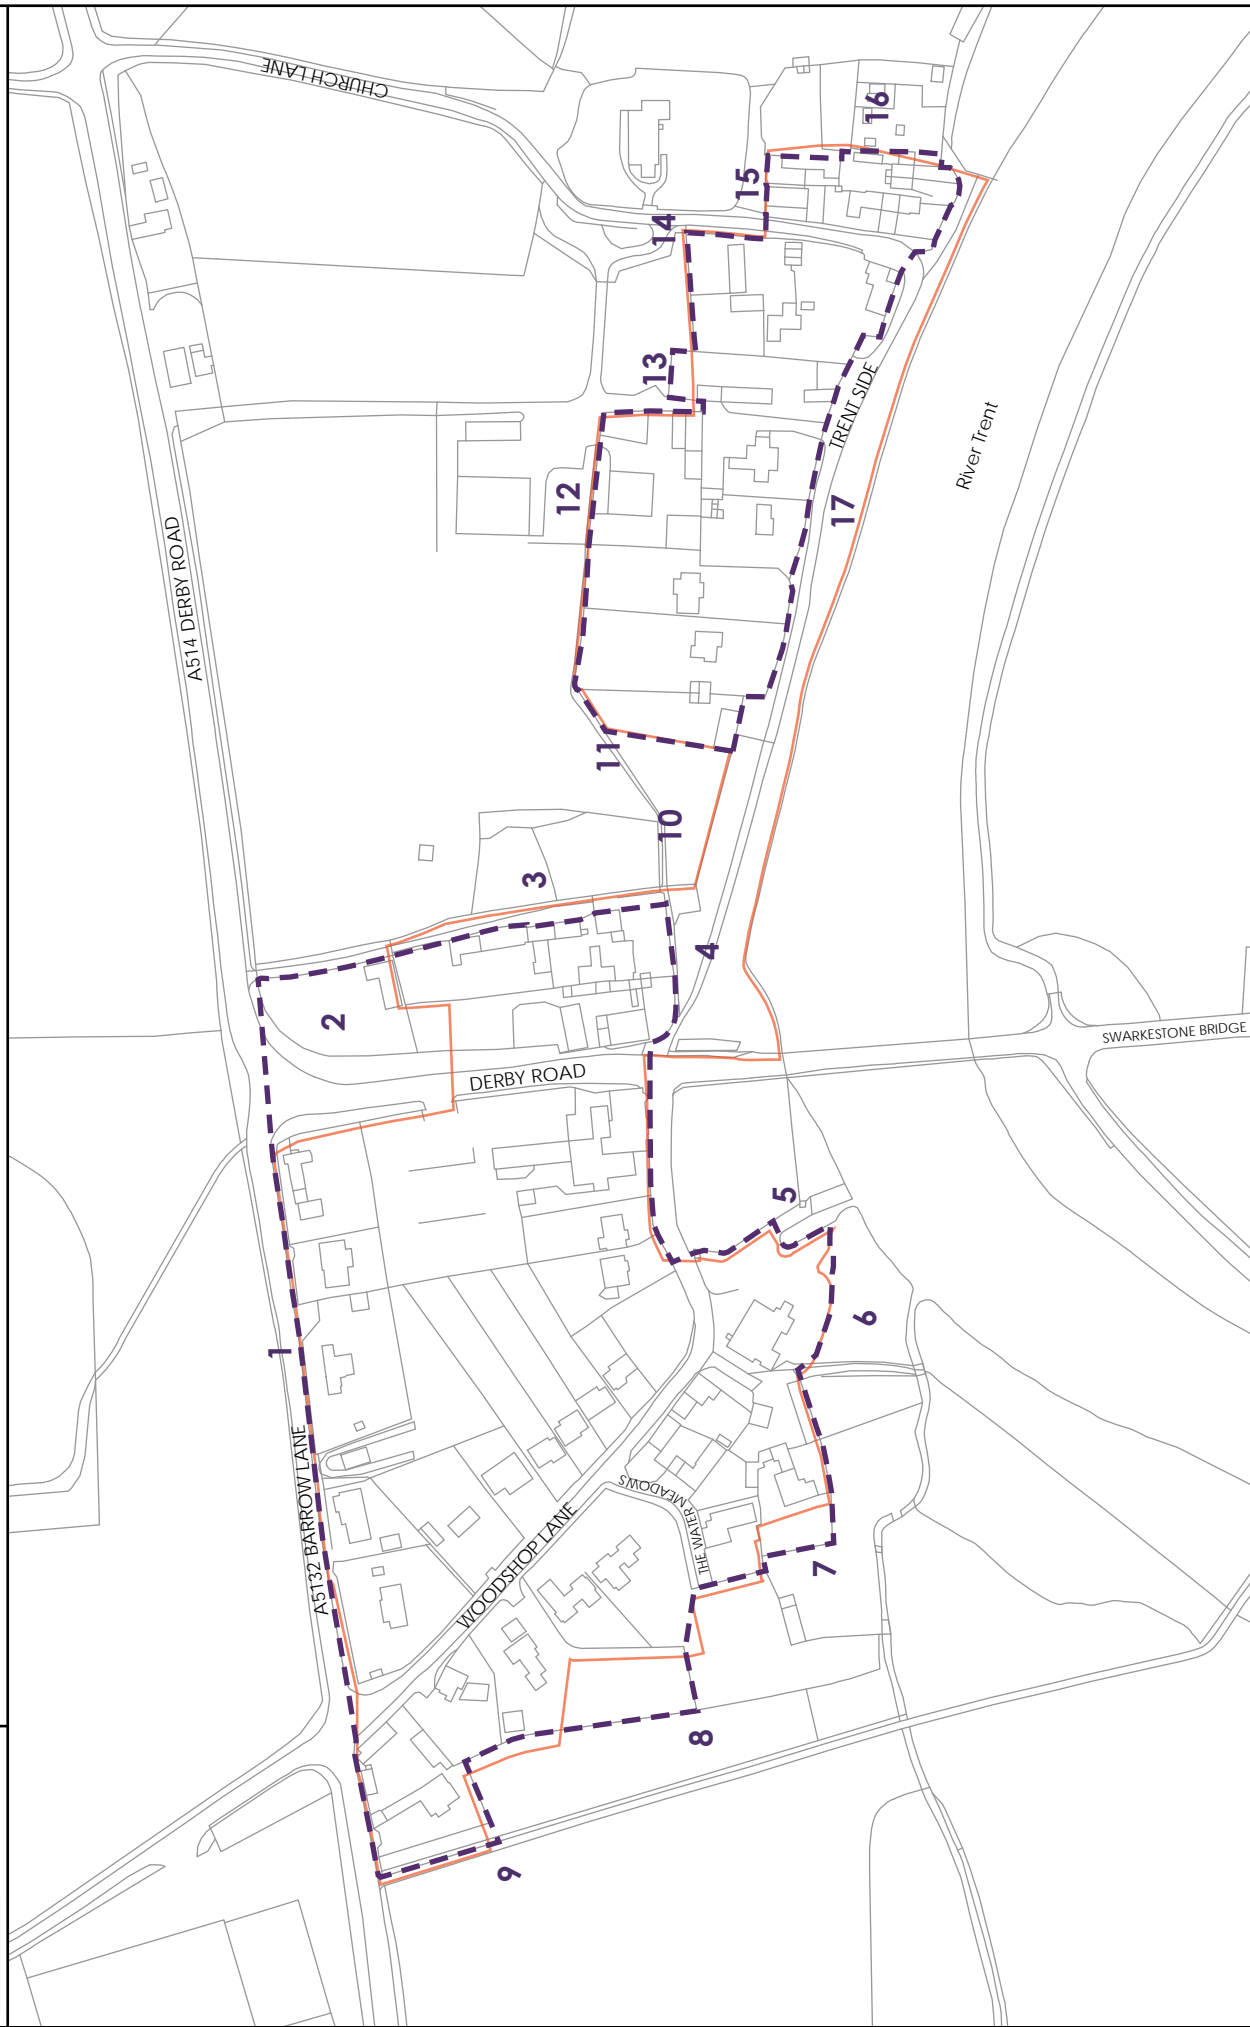 CHURCH LANE
16
15
14
13
TRENT SIDE
River Trent
12
17
A514 DERBY ROAD
11
10
3
4
2
SWARKESTONE BRIDGE
DERBY ROAD
5
6
1
A5132 BARROW LANE
WOODSHOP LANE
THE WATER MEADOWS
7
8
9